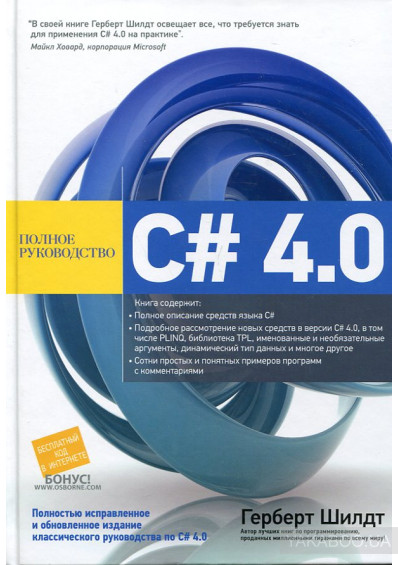 "В своей книге Герберт Шилдт освещает все, что требуется знать
для применения C# 4.0 на практике".
Майкл Ховард, корпорация Microsoft
ПОЛНОЕ
РУКОВОДСТВО
C# 4.0
Книга содержит:
• Полное описание средств языка C#
• Подробное рассмотрение новых средств в версии C# 4.0, в том
числе PLINQ, библиотека TPL, именованные и необязательные
аргументы, динамический тип данных и многое другое
• Сотни простых и понятных примеров программ
с комментариями
БЕСПЛАТНЫЙ
КОД
В ИНТЕРНЕТЕ
БОНУС!
WWW.OSBORNE.COM
Полностью исправленное
и обновленное издание
классического руководства по C# 4.0
Герберт Шилдт
Автор лучших книг по программированию,
проданных миллионными тиражами по всему миру!
YAKABOO.UA